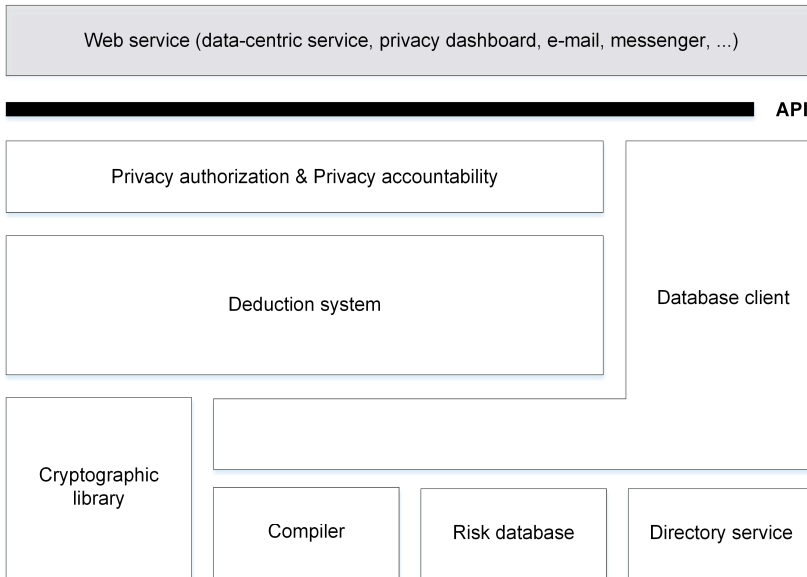 Web service (data-centric service, privacy dashboard, e-mail, messenger, ...)
API
Privacy authorization & Privacy accountability
Deduction system
Database client
Cryptographic
library
Compiler
Risk database
Directory service